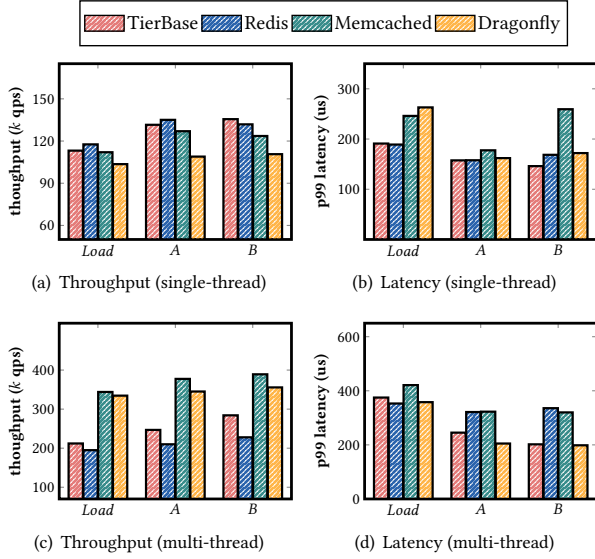 TierBase Redis Memcached Dragonfly
thoughput (k qps)
150
120
90
60
Load A B
(a) Throughput (single-thread)
p99 latency (us)
300
200
100
Load A B
(b) Latency (single-thread)
thoughput (k qps)
400
300
200
100
Load A B
(c) Throughput (multi-thread)
p99 latency (us)
600
400
200
0
Load A B
(d) Latency (multi-thread)